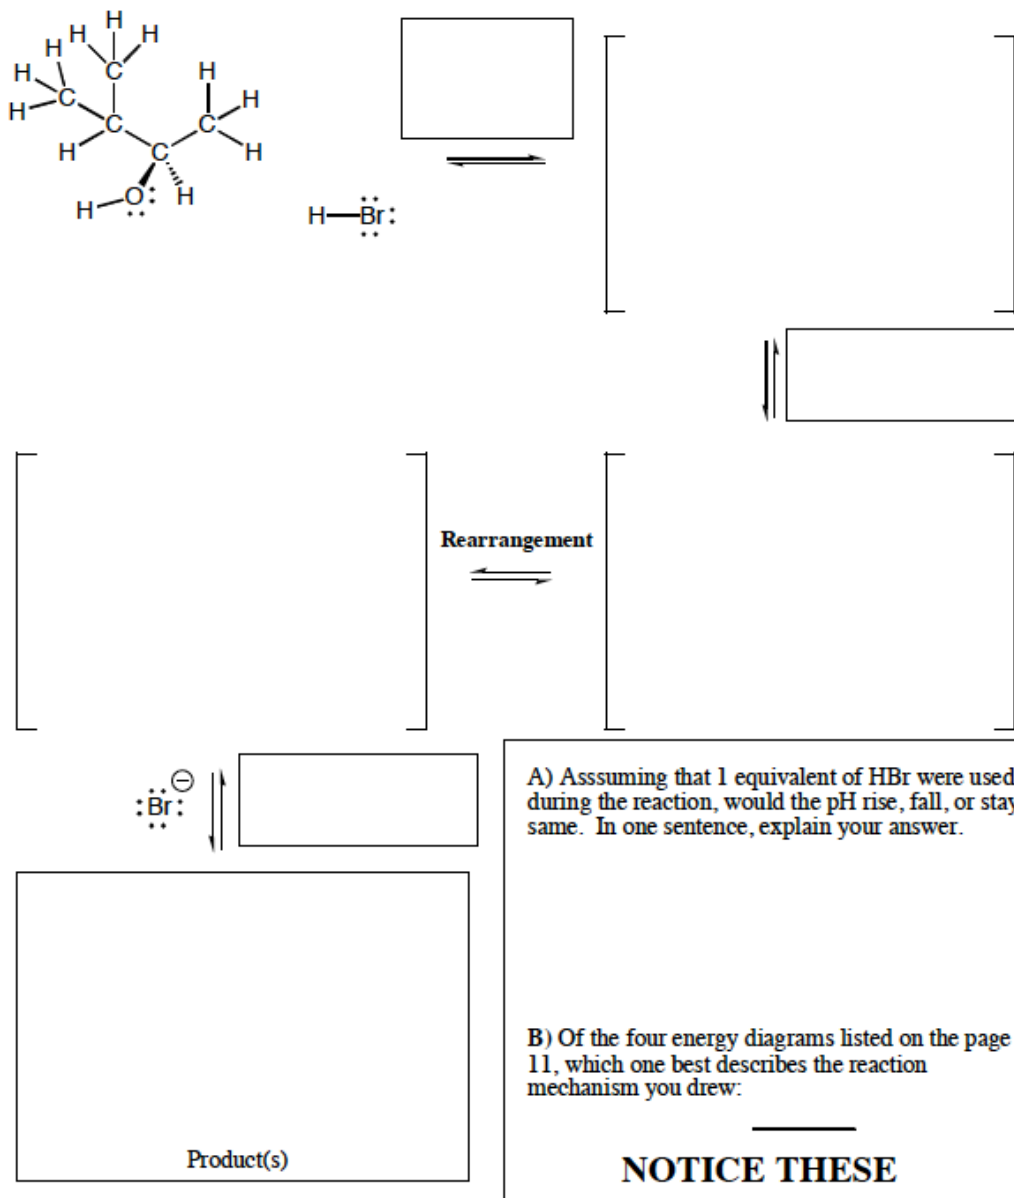 H
H H
H
H C H
H C H
C C
H C H
H O: H
H—Br:
Rearrangement
:Br: ⊖
A) Asssuming that 1 equivalent of HBr were used
during the reaction, would the pH rise, fall, or stay
same. In one sentence, explain your answer.
B) Of the four energy diagrams listed on the page
11, which one best describes the reaction
mechanism you drew:
Product(s)
NOTICE THESE